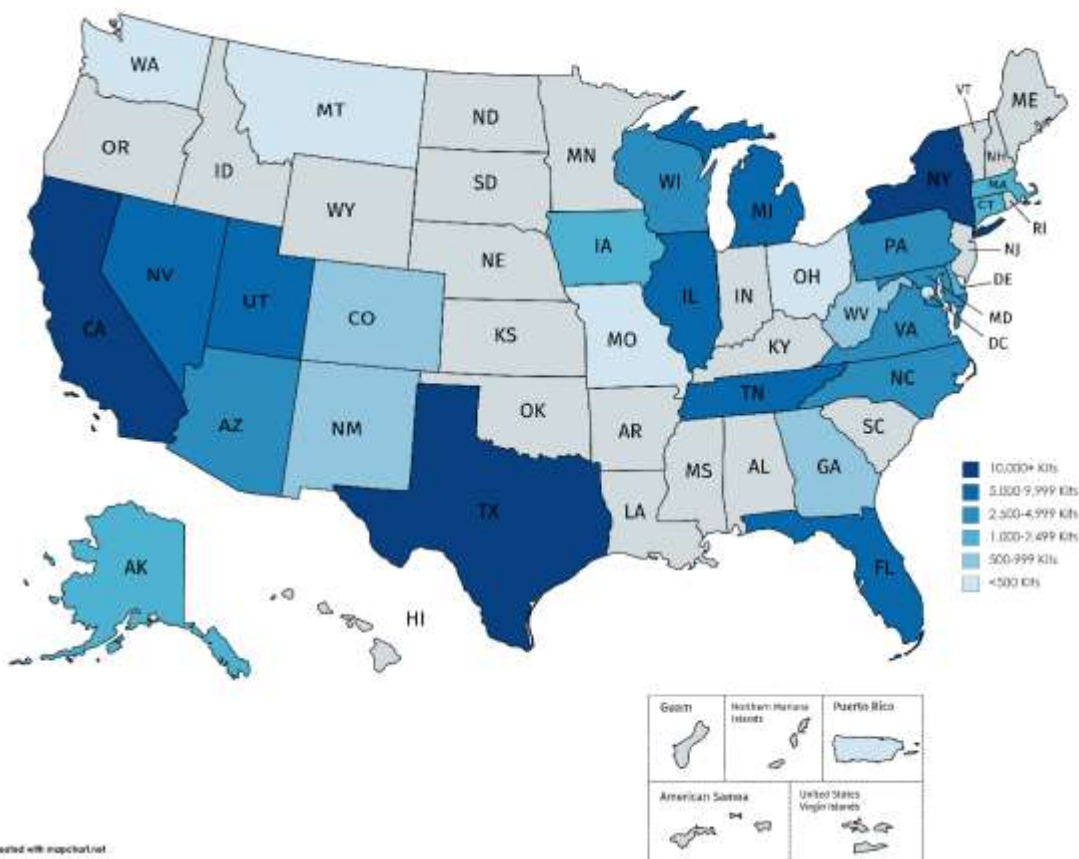 WA
MT
ND
MN
VT
ME
OR
ID
SD
WI
MI
NY
NH
MA
CT
RI
WY
NE
IA
PA
NJ
NV
UT
CO
IL
IN
OH
DE
WV
MD
DC
VA
CA
KS
MO
KY
NC
TN
AZ
NM
OK
AR
SC
MS
AL
GA
LA
TX
FL
AK
HI
10,000+ Kits
5,000-9,999 Kits
2,500-4,999 Kits
1,000-2,499 Kits
500-999 Kits
<500 Kits
Guam
Northern Mariana
Islands
Puerto Rico
American Samoa
United States
Virgin Islands
eated with mapchart.net